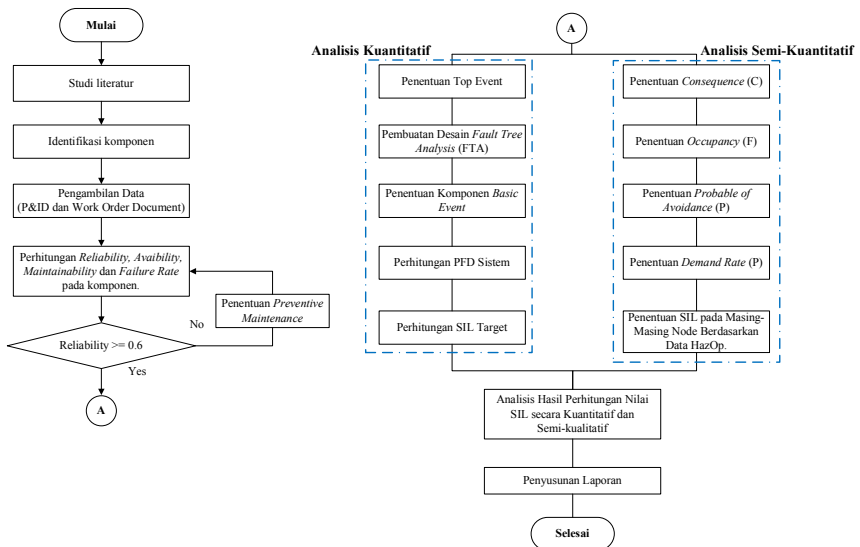 Mulai
Studi literatur
Identifikasi komponen
Pengambilan Data
(P&ID dan Work Order Document)
Perhitungan Reliability, Avaibility,
Maintainability dan Failure Rate
pada komponen.
Penentuan Preventive
Maintenance
No
Reliability >= 0.6
Yes
A
A
Analisis Kuantitatif
Penentuan Top Event
Pembuatan Desain Fault Tree
Analysis (FTA)
Penentuan Komponen Basic
Event
Perhitungan PFD Sistem
Perhitungan SIL Target
Analisis Semi-Kuantitatif
Penentuan Consequence (C)
Penentuan Occupancy (F)
Penentuan Probable of
Avoidance (P)
Penentuan Demand Rate (P)
Penentuan SIL pada Masing-
Masing Node Berdasarkan
Data HazOp.
Analisis Hasil Perhitungan Nilai
SIL secara Kuantitatif dan
Semi-kualitatif
Penyusunan Laporan
Selesai